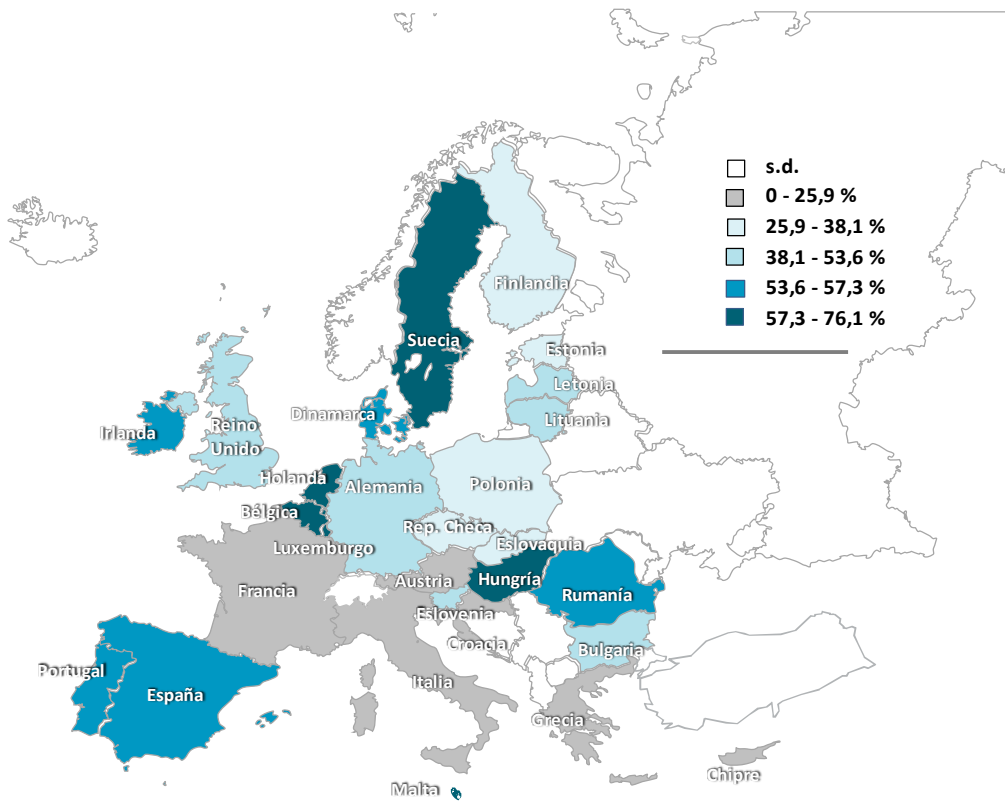 s.d.
0 - 25,9 %
25,9 - 38,1 %
38,1 - 53,6 %
53,6 - 57,3 %
57,3 - 76,1 %
Finlandia
Suecia
Estonia
Letonia
Dinamarca
Lituania
Irlanda
Reino
Unido
Holanda
Alemania
Polonia
Bélgica
Rep. Checa
Luxemburgo
Eslovaquia
Austria
Hungría
Francia
Rumanía
Eslovenia
Croacia
Bulgaria
Portugal
España
Italia
Grecia
Chipre
Malta